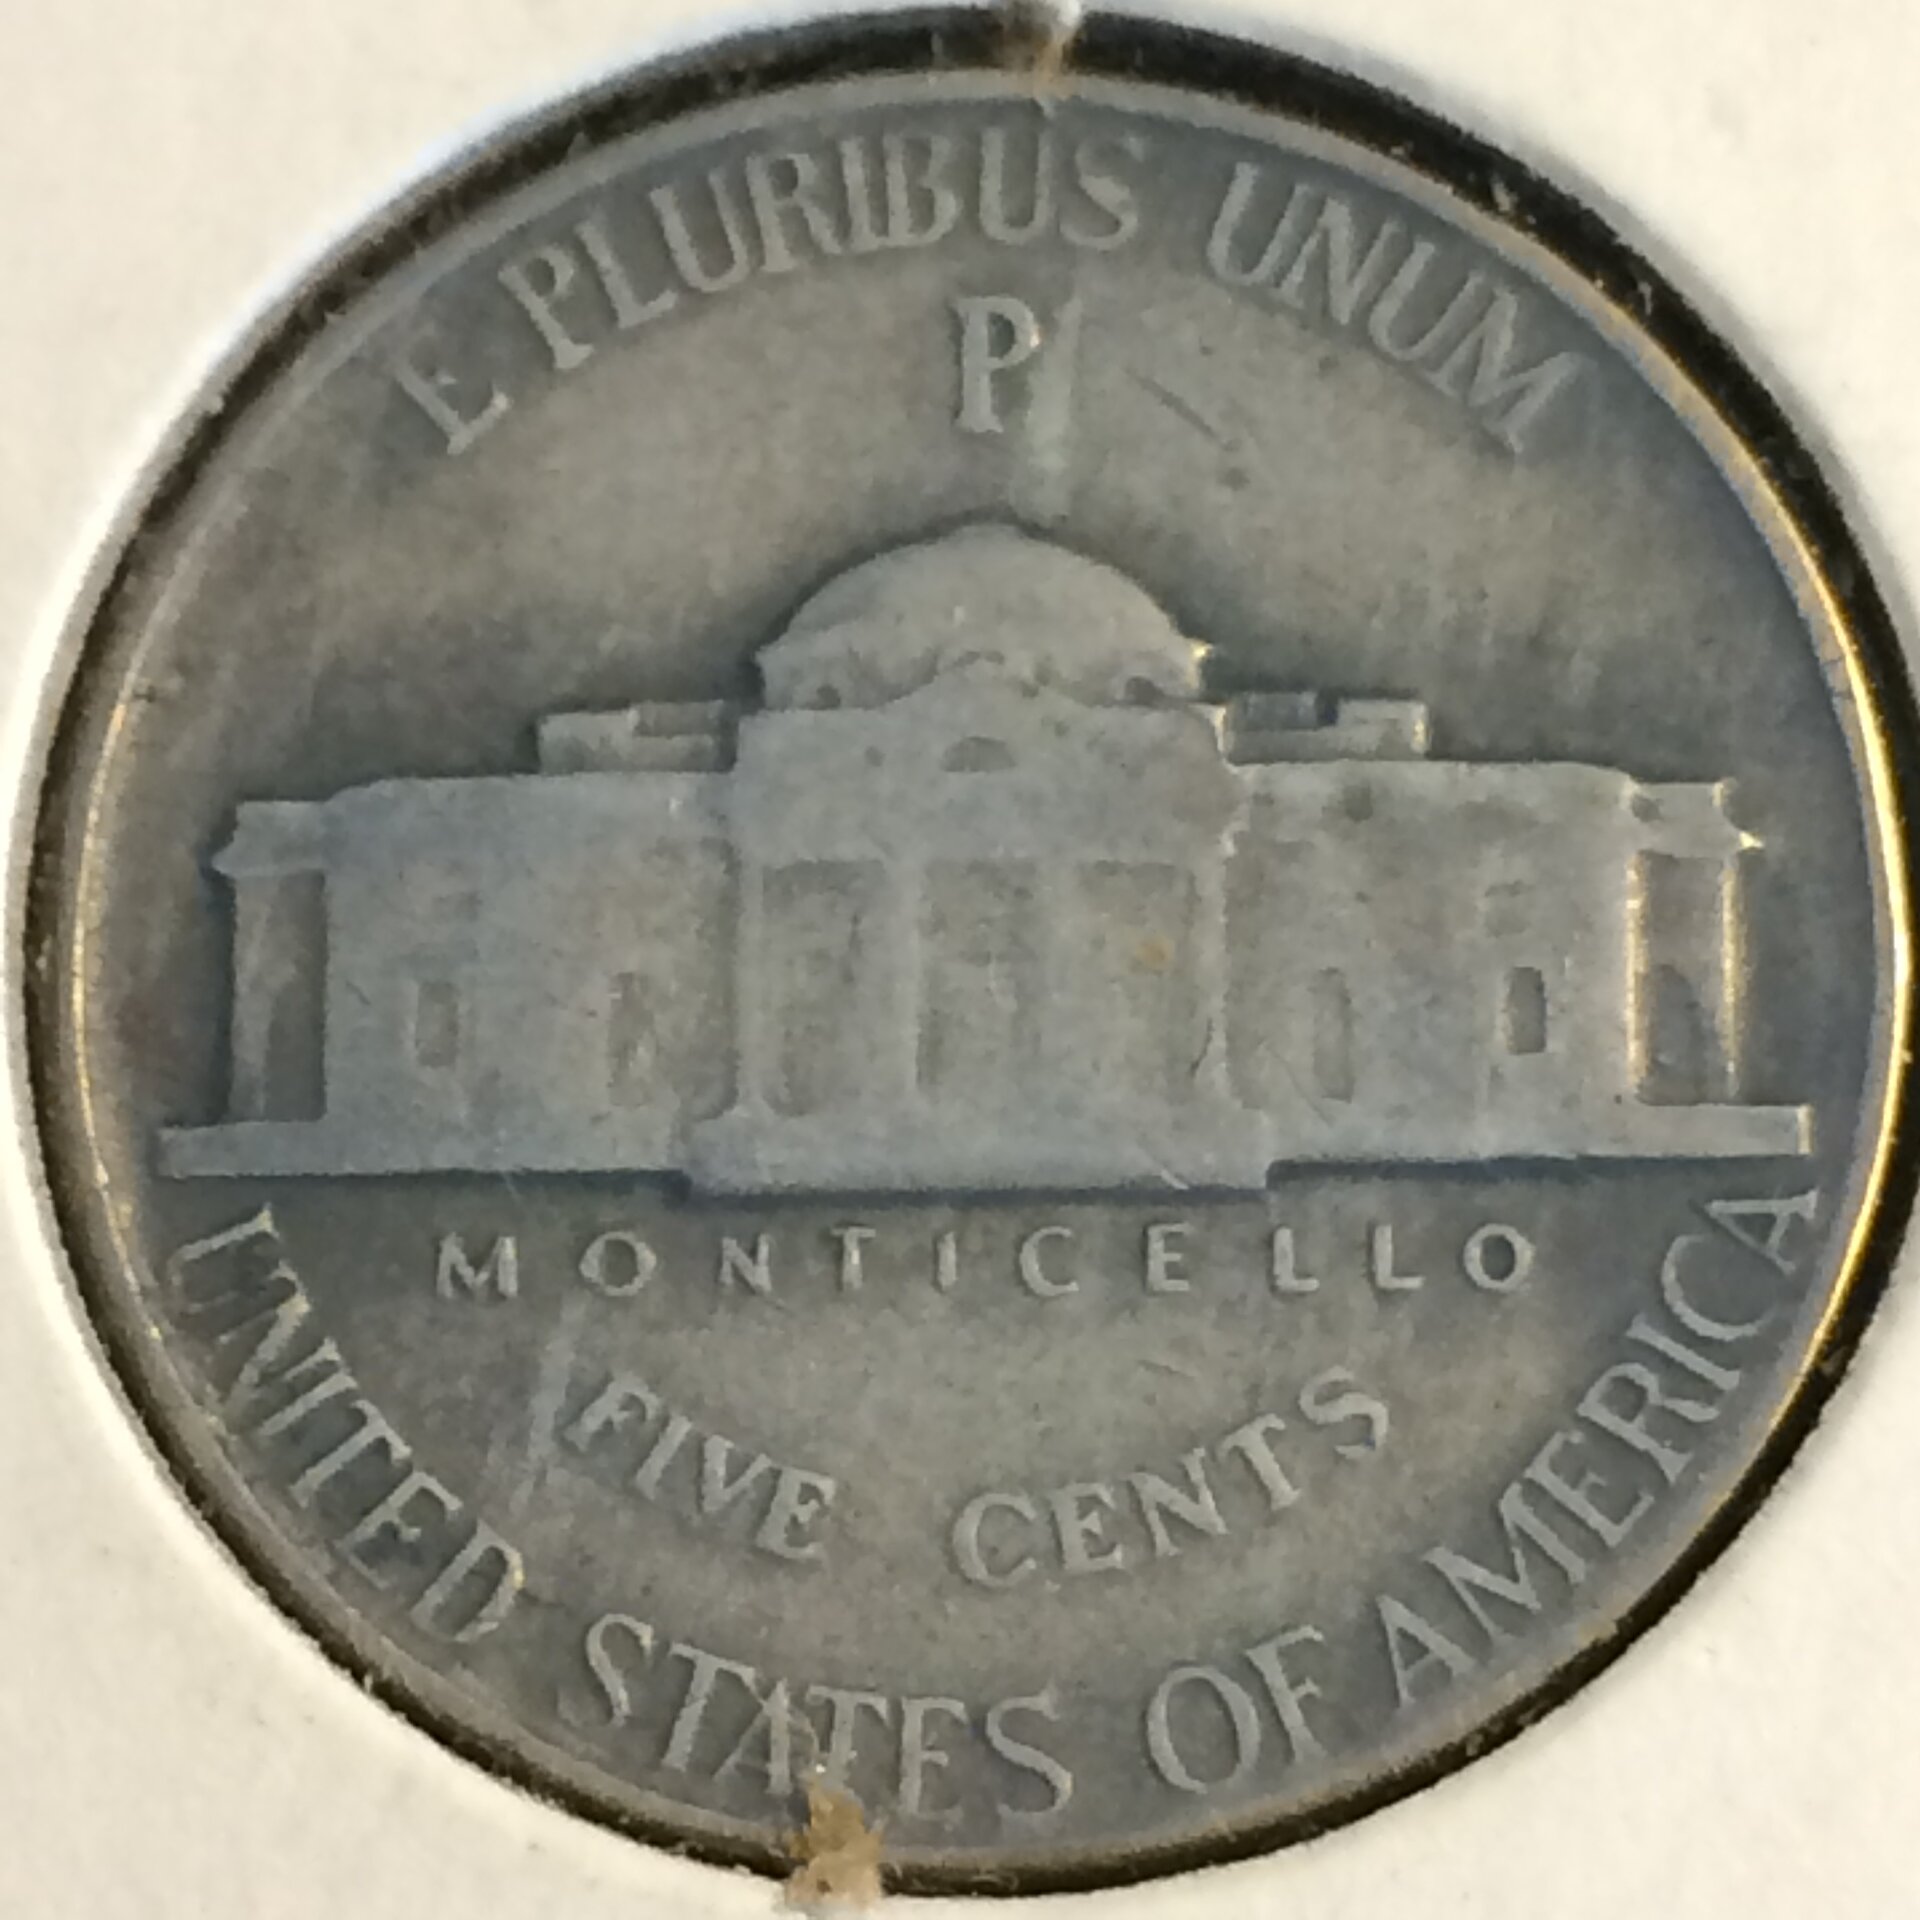 E PLURIBUS UNUM
P
MONTICELLO
FIVE CENTS
UNITED STATES OF AMERICA